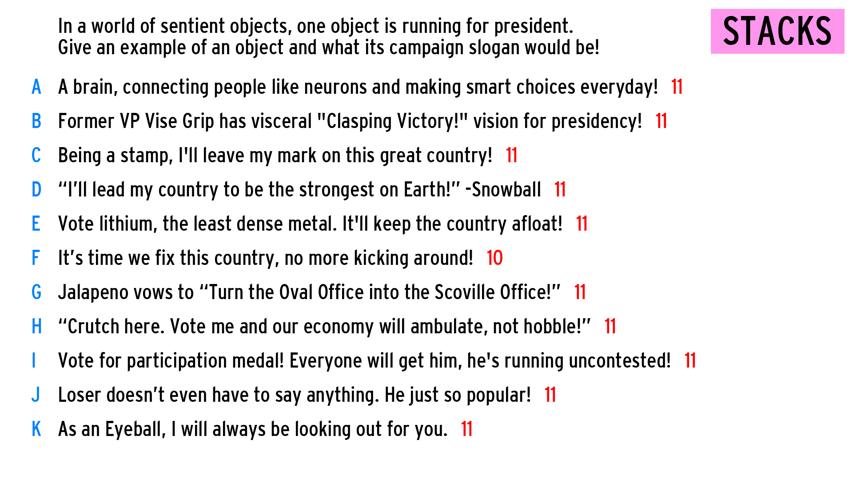 In a world of sentient objects, one object is running for president.
Give an example of an object and what its campaign slogan would be!
STACKS
A A brain, connecting people like neurons and making smart choices everyday! 11
B Former VP Vise Grip has visceral "Clasping Victory!" vision for presidency! 11
C Being a stamp, I'll leave my mark on this great country! 11
D “I’ll lead my country to be the strongest on Earth!” -Snowball 11
E Vote lithium, the least dense metal. It'll keep the country afloat! 11
F It’s time we fix this country, no more kicking around! 10
G Jalapeno vows to “Turn the Oval Office into the Scoville Office!” 11
H “Crutch here. Vote me and our economy will ambulate, not hobble!” 11
I Vote for participation medal! Everyone will get him, he's running uncontested! 11
J Loser doesn’t even have to say anything. He just so popular! 11
K As an Eyeball, I will always be looking out for you. 11